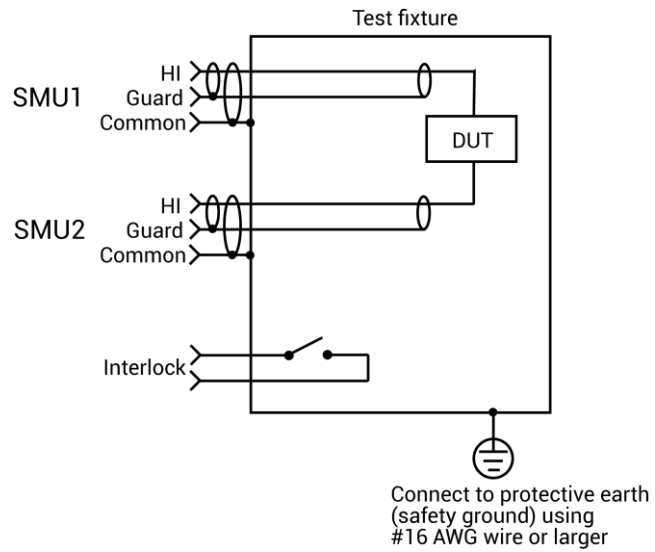 Test fixture
SMU1
HI
Guard
Common
DUT
SMU2
HI
Guard
Common
Interlock
Connect to protective earth
(safety ground) using
#16 AWG wire or larger